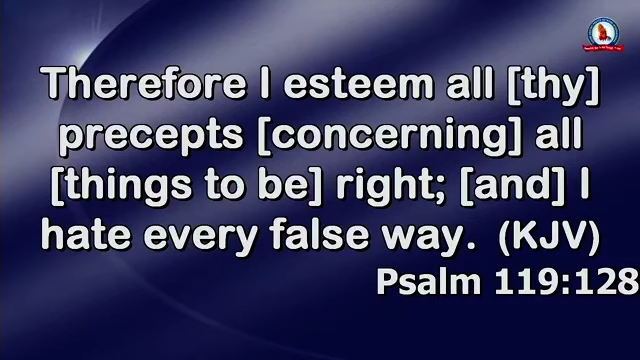 Therefore I esteem all [thy]
precepts [concerning] all
[things to be] right; [and] I
hate every false way. (KJV)
Psalm 119:128